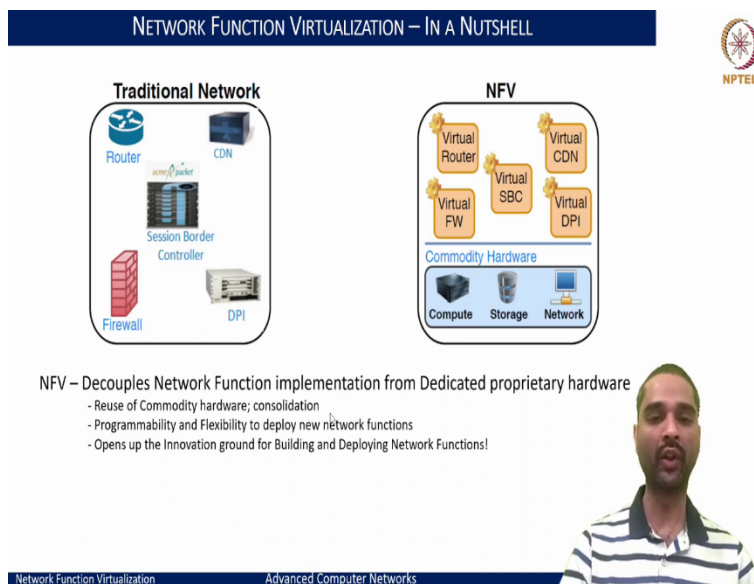 NETWORK FUNCTION VIRTUALIZATION – IN A NUTSHELL
NPTEL
Traditional Network
Router
CDN
acme packet
Session Border
Controller
Firewall
DPI
NFV
Virtual
Router
Virtual
CDN
Virtual
SBC
Virtual
FW
Virtual
DPI
Commodity Hardware
Compute
Storage
Network
NFV – Decouples Network Function implementation from Dedicated proprietary hardware
- Reuse of Commodity hardware; consolidation
- Programmability and Flexibility to deploy new network functions
- Opens up the Innovation ground for Building and Deploying Network Functions!
Network Function Virtualization
Advanced Computer Networks